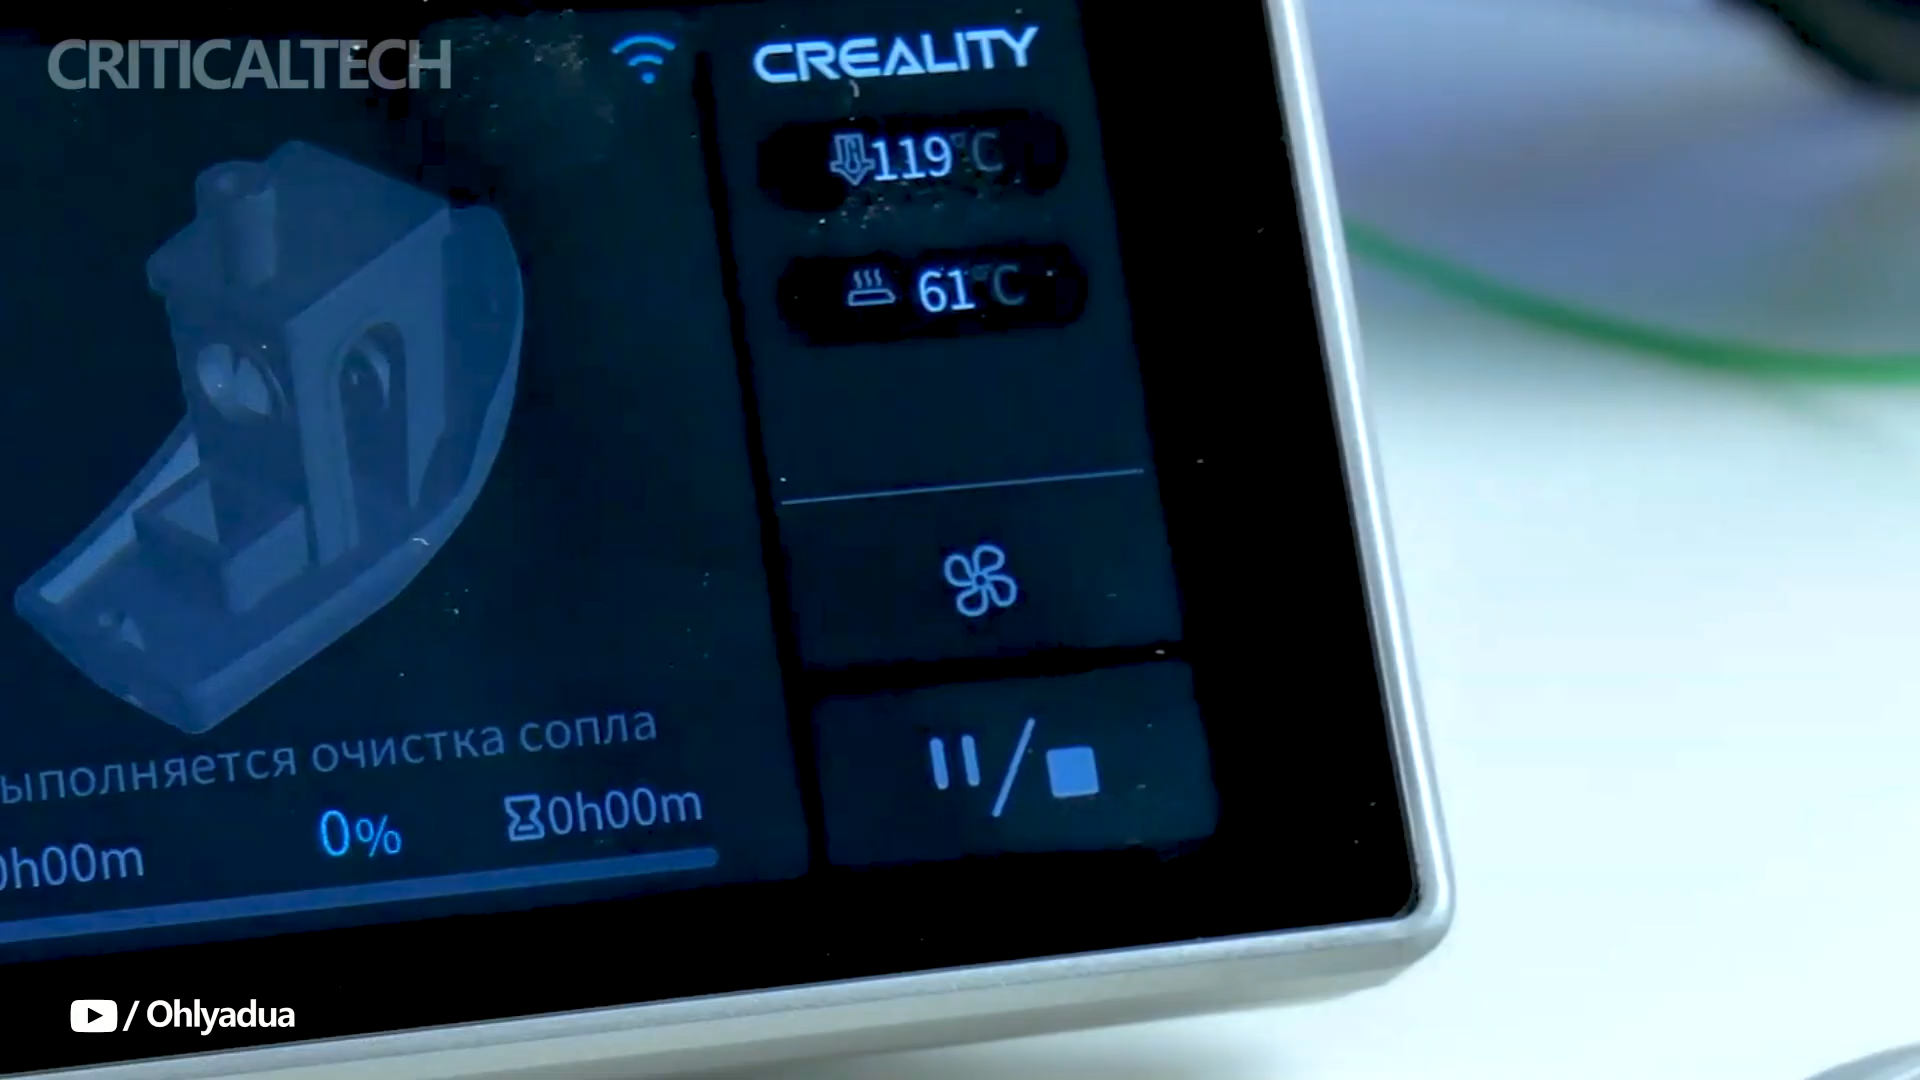 CRITICALTECH
CREALITY
119°C
61°C
ыполняется очистка сопла
0h00m
0%
0h00m
/ Ohlyadua